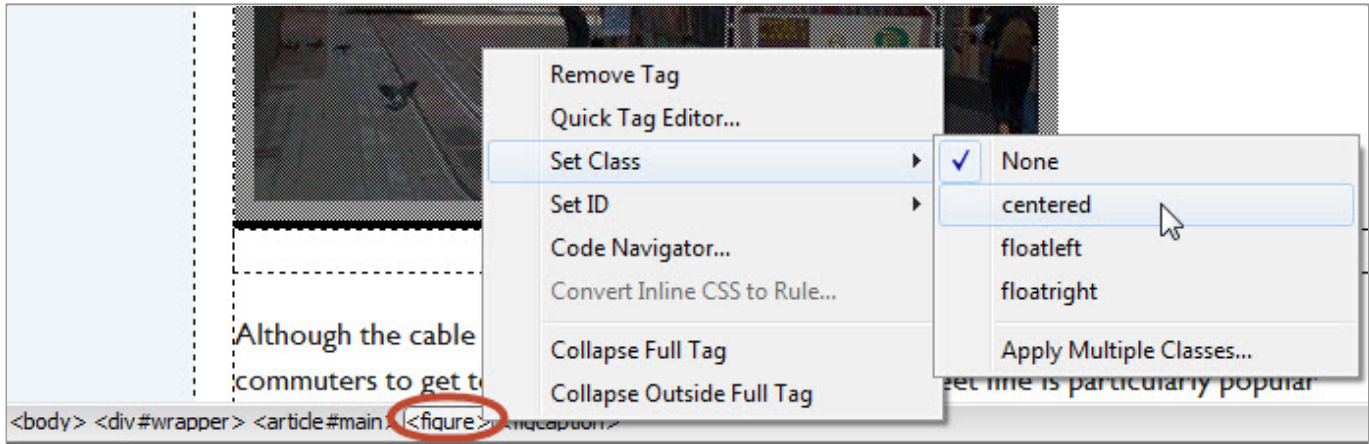 Remove Tag
Quick Tag Editor...
Set Class
None
Set ID
centered
Code Navigator...
floatleft
Convert Inline CSS to Rule...
floatright
Although the cable
Collapse Full Tag
Apply Multiple Classes...
commuters to get
Collapse Outside Full Tag
line is particularly popular
<body> <div#wrapper> <article#main> <figure> <figcaption>